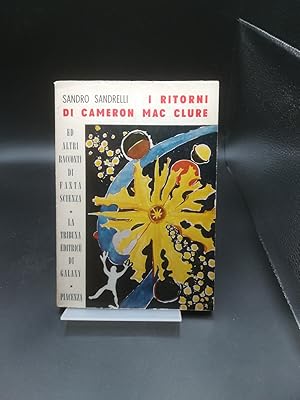 SANDRO SANDRELLI I RITORNI
DI CAMERON MAC CLURE
ED
ALTRI
RACCONTI
DI
FANTA
SCIENZA
•
LA
TRIBUNA
EDITRICE
DI
GALAXY
•
PIACENZA